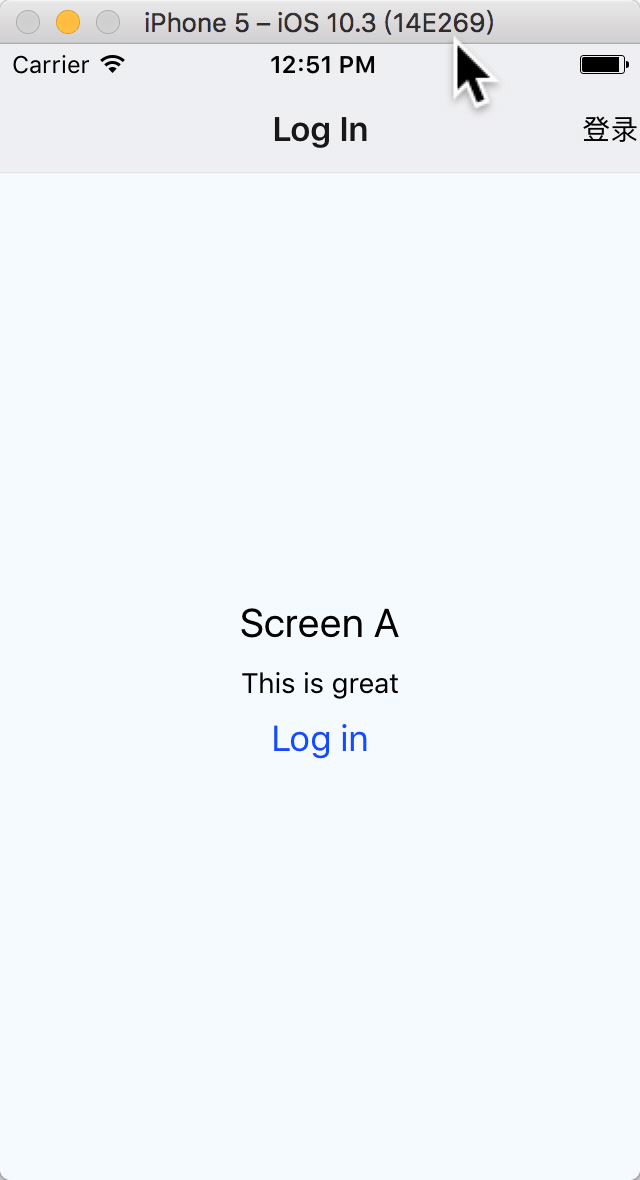 iPhone 5 – iOS 10.3 (14E269)
Carrier 12:51 PM
Log In 登录
Screen A
This is great
Log in